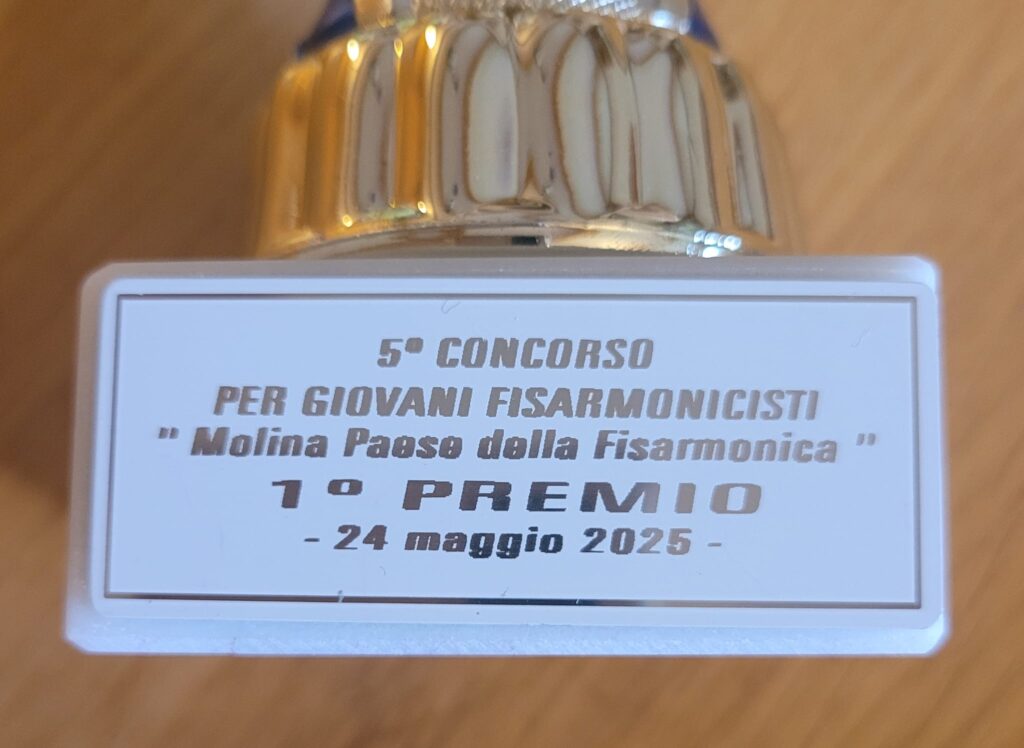 5° CONCORSO
PER GIOVANI FISARMONICISTI
" Molina Paese della Fisarmonica "
1° PREMIO
- 24 maggio 2025 -